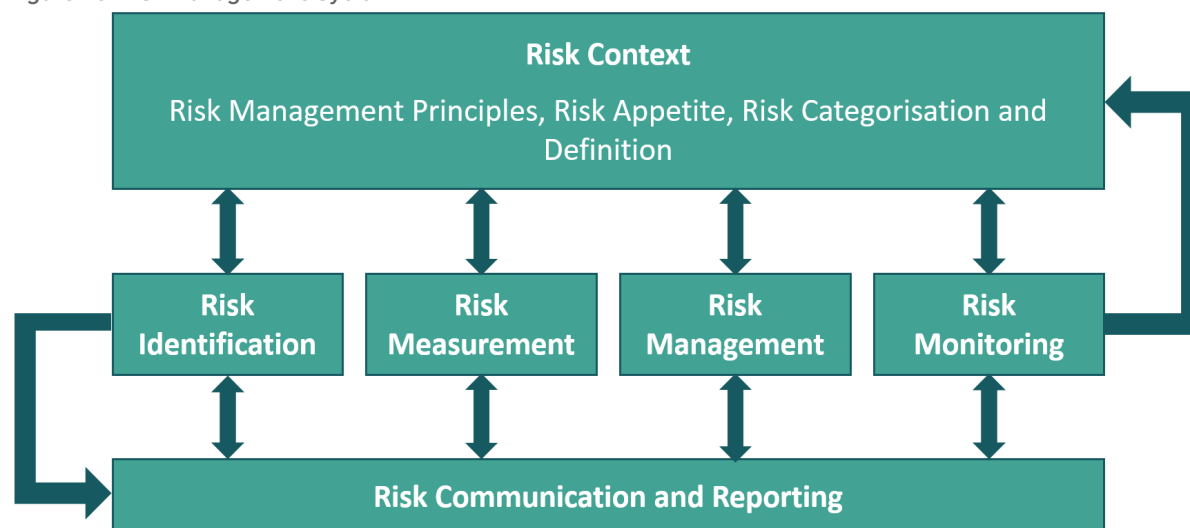 Risk Context
Risk Management Principles, Risk Appetite, Risk Categorisation and
Definition
Risk
Identification
Risk
Measurement
Risk
Management
Risk
Monitoring
Risk Communication and Reporting